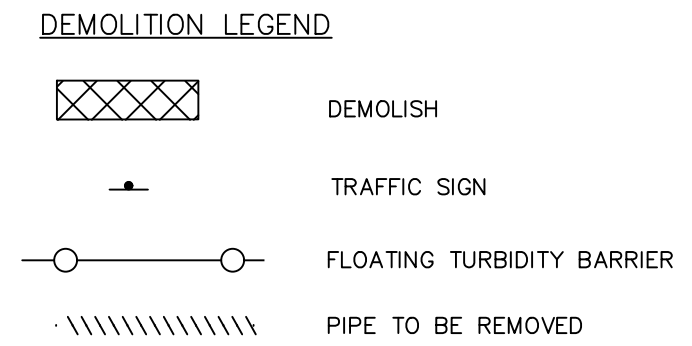 DEMOLITION LEGEND
DEMOLISH
TRAFFIC SIGN
FLOATING TURBIDITY BARRIER
PIPE TO BE REMOVED